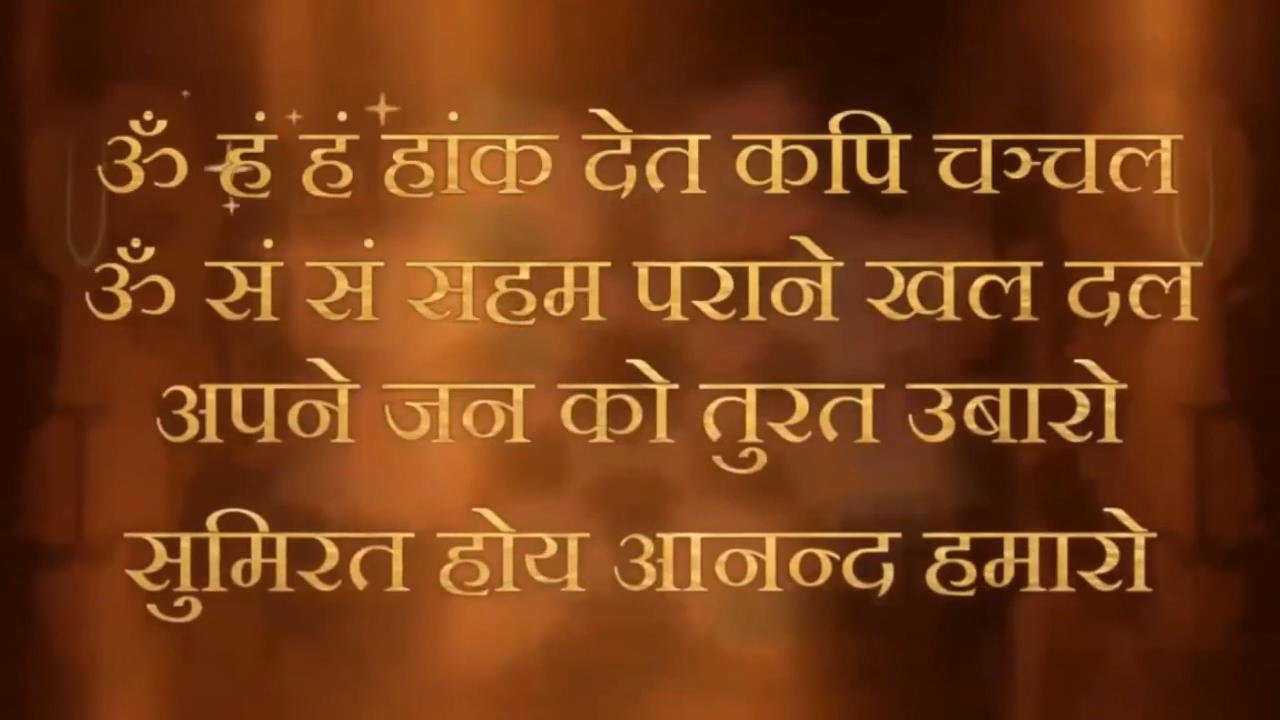 ॐ हं हं हांक देत कपि चञ्चल
ॐ सं सं सहम पराने खल दल
अपने जन को तुरत उबारो
सुमिरत होय आनन्द हमारो